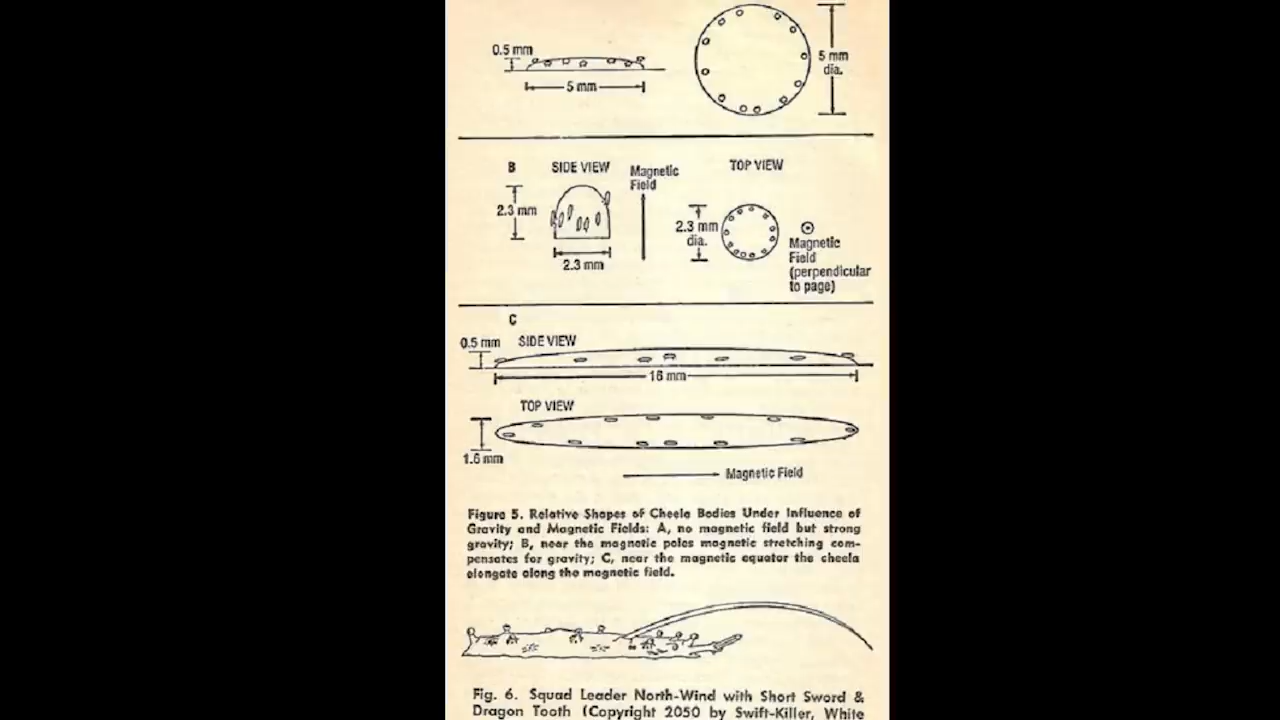 0.5 mm
5 mm
5 mm
dia.
B SIDE VIEW
Magnetic
Field
TOP VIEW
2.3 mm
2.3 mm
2.3 mm
dia.
Magnetic
Field
(perpendicular
to page)
C
0.5 mm SIDE VIEW
16 mm
TOP VIEW
1.6 mm
Magnetic Field
Figure 5. Relative Shapes of Cheela Bodies Under Influence of
Gravity and Magnetic Fields: A, no magnetic field but strong
gravity; B, near the magnetic poles magnetic stretching com-
pensates for gravity; C, near the magnetic equator the cheela
elongate along the magnetic field.
Fig. 6. Squad Leader North-Wind with Short Sword &
Dragon Tooth (Copyright 2050 by Swift-Killer, White